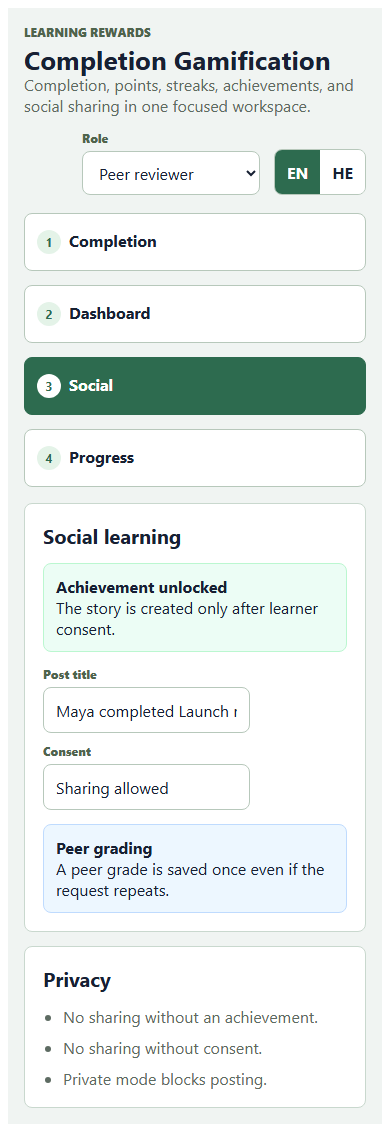 LEARNING REWARDS
Completion Gamification
Completion, points, streaks, achievements, and
social sharing in one focused workspace.
Role
Peer reviewer
EN
HE
1 Completion
2 Dashboard
3 Social
4 Progress
Social learning
Achievement unlocked
The story is created only after learner
consent.
Post title
Maya completed Launch
Consent
Sharing allowed
Peer grading
A peer grade is saved once even if the
request repeats.
Privacy
No sharing without an achievement.
No sharing without consent.
Private mode blocks posting.